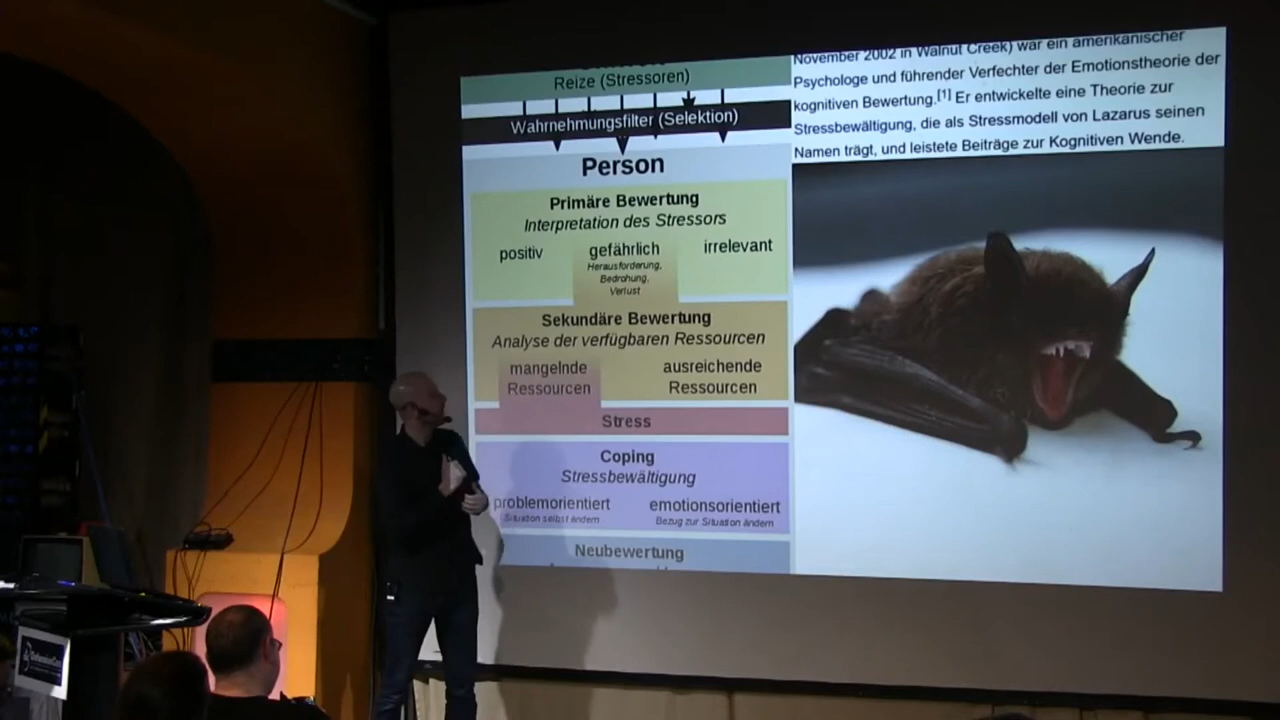 Reize (Stressoren)
Wahrnehmungsfilter (Selektion)
Person
Primäre Bewertung
Interpretation des Stressors
positiv
gefährlich
irrelevant
Herausforderung,
Bedrohung,
Verlust
Sekundäre Bewertung
Analyse der verfügbaren Ressourcen
mangelnde
Ressourcen
ausreichende
Ressourcen
Stress
Coping
Stressbewältigung
problemorientiert
emotionsorientiert
Situation selbst ändern
Bezug zur Situation ändern
Neubewertung
November 2002 in Walnut Creek) war ein amerikanischer
Psychologe und führender Verfechter der Emotionstheorie der
kognitiven Bewertung.[1] Er entwickelte eine Theorie zur
Stressbewältigung, die als Stressmodell von Lazarus seinen
Namen trägt, und leistete Beiträge zur Kognitiven Wende.